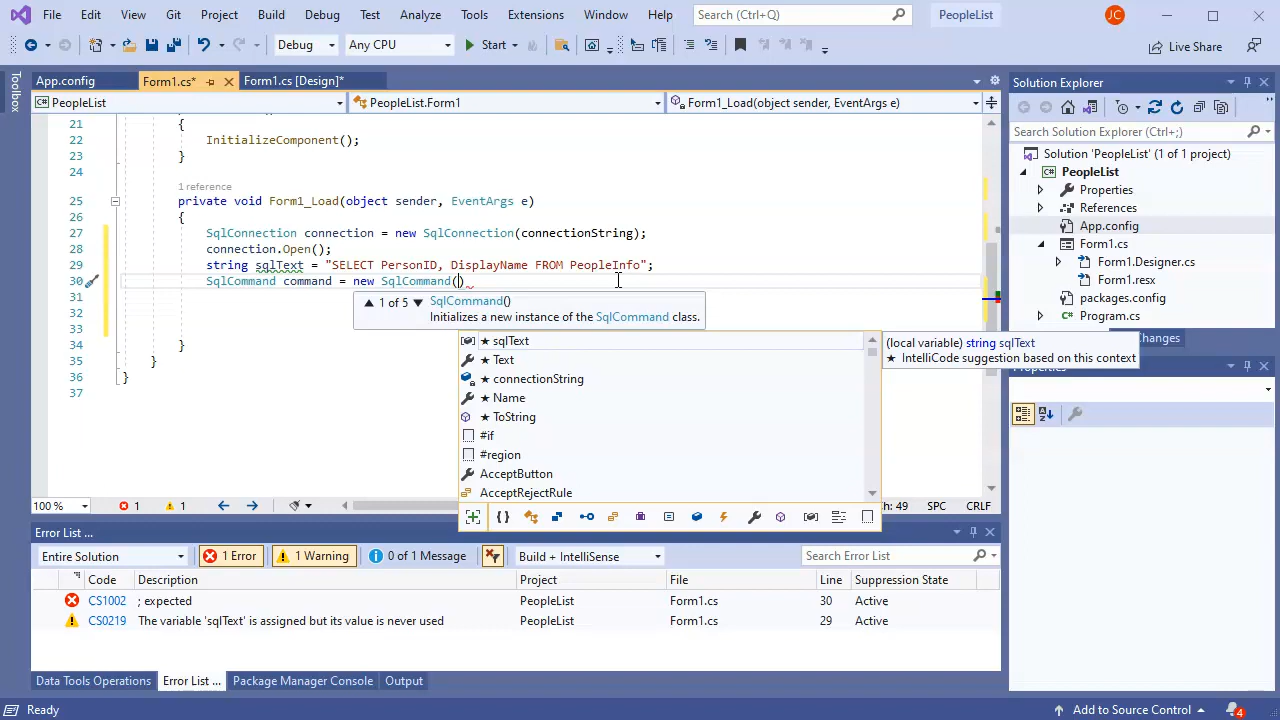 File Edit View Git Project Build Debug Test Analyze Tools Extensions Window Help Search (Ctrl+Q) PeopleList JC
Debug Any CPU Start Live Share
Toolbox
App.config Form1.cs* Form1.cs [Design]*
PeopleList PeopleList.Form1 Form1_Load(object sender, EventArgs e)
21 {
22 InitializeComponent();
23 }
24
1 reference
25 private void Form1_Load(object sender, EventArgs e)
26 {
27 SqlConnection connection = new SqlConnection(connectionString);
28 connection.Open();
29 string sqlText = "SELECT PersonID, DisplayName FROM PeopleInfo";
30 SqlCommand command = new SqlCommand()
31
32
33
34 }
35 }
36 }
37
1 of 5 SqlCommand()
Initializes a new instance of the SqlCommand class.
★ sqlText
★ Text
★ connectionString
★ Name
★ ToString
#if
#region
AcceptButton
AcceptRejectRule
(local variable) string sqlText
★ IntelliCode suggestion based on this context
100 % 1 1 Ch: 49 SPC CRLF
Solution Explorer
Search Solution Explorer (Ctrl+;)
Solution 'PeopleList' (1 of 1 project)
PeopleList
Properties
References
App.config
Form1.cs
Form1.Designer.cs
Form1.resx
packages.config
Program.cs
Changes
Properties
Error List ...
Entire Solution 1 Error 1 Warning 0 of 1 Message Build + IntelliSense Search Error List
Code Description Project File Line Suppression State
CS1002 ; expected PeopleList Form1.cs 30 Active
CS0219 The variable 'sqlText' is assigned but its value is never used PeopleList Form1.cs 29 Active
Data Tools Operations Error List ... Package Manager Console Output
Ready Add to Source Control 4